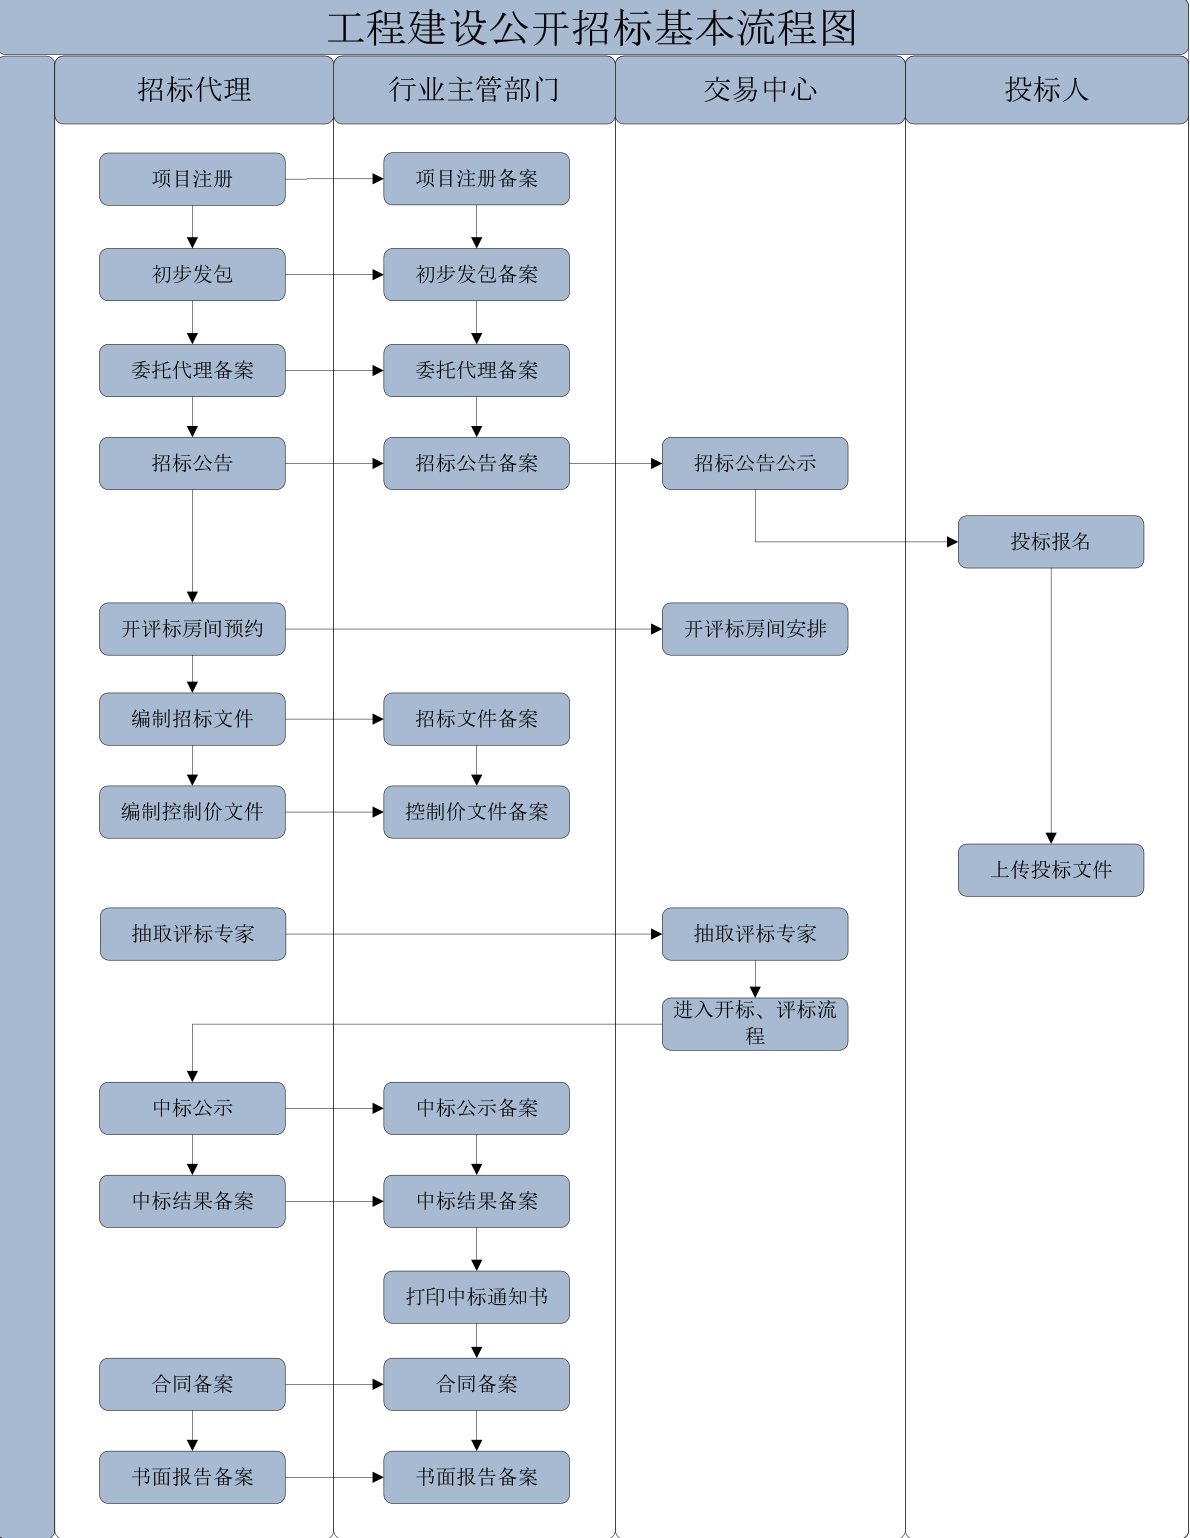 工程建设公开招标基本流程图
招标代理
行业主管部门
交易中心
投标人
项目注册
项目注册备案
初步发包
初步发包备案
委托代理备案
委托代理备案
招标公告
招标公告备案
招标公告公示
投标报名
开评标房间预约
开评标房间安排
编制招标文件
招标文件备案
编制控制价文件
控制价文件备案
上传投标文件
抽取评标专家
抽取评标专家
进入开标、评标流
程
中标公示
中标公示备案
中标结果备案
中标结果备案
打印中标通知书
合同备案
合同备案
书面报告备案
书面报告备案